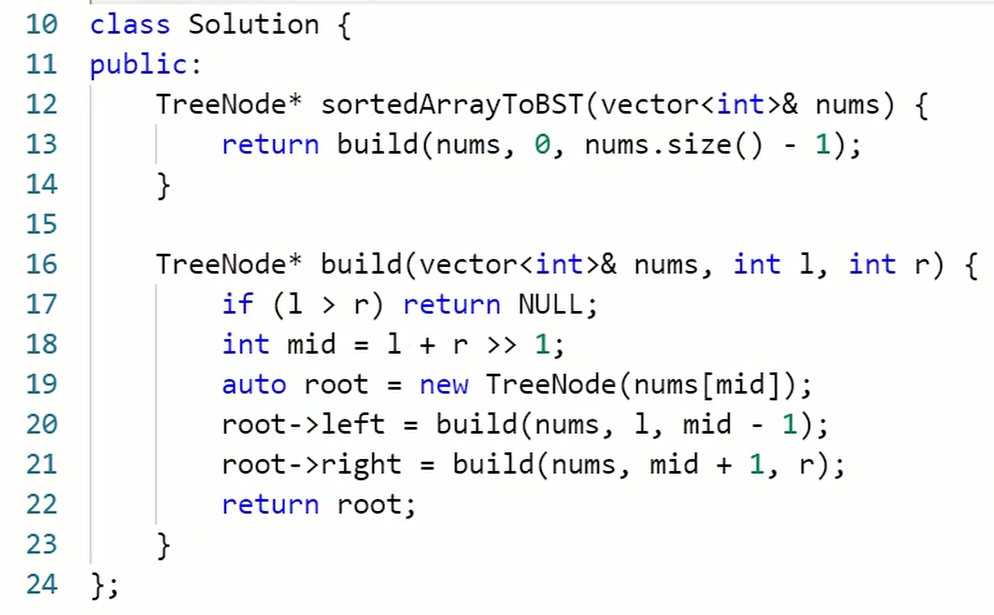 10 class Solution {
11 public:
12     TreeNode* sortedArrayToBST(vector<int>& nums) {
13         return build(nums, 0, nums.size() - 1);
14     }
15
16     TreeNode* build(vector<int>& nums, int l, int r) {
17         if (l > r) return NULL;
18         int mid = l + r >> 1;
19         auto root = new TreeNode(nums[mid]);
20         root->left = build(nums, l, mid - 1);
21         root->right = build(nums, mid + 1, r);
22         return root;
23     }
24 };